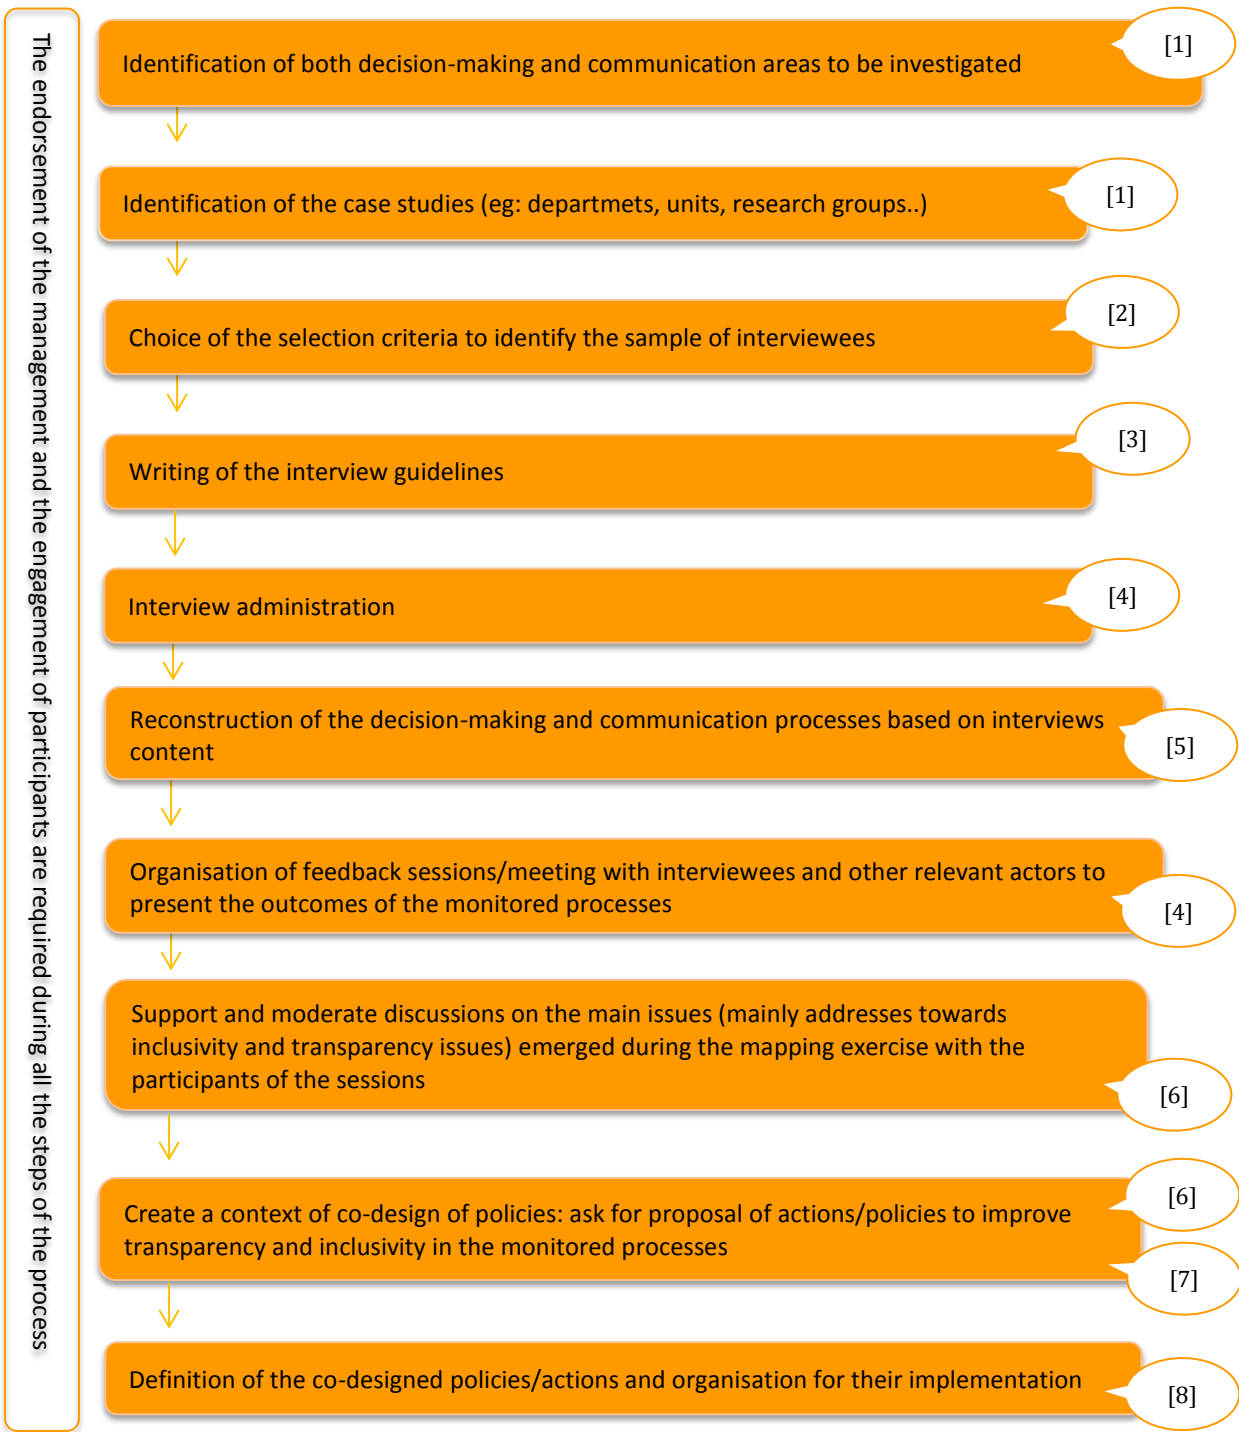 The endorsement of the management and the engagement of participants are required during all the steps of the process
Identification of both decision-making and communication areas to be investigated
[1]
Identification of the case studies (eg: departmets, units, research groups..)
[1]
Choice of the selection criteria to identify the sample of interviewees
[2]
Writing of the interview guidelines
[3]
Interview administration
[4]
Reconstruction of the decision-making and communication processes based on interviews
content
[5]
Organisation of feedback sessions/meeting with interviewees and other relevant actors to
present the outcomes of the monitored processes
[4]
Support and moderate discussions on the main issues (mainly addresses towards
inclusivity and transparency issues) emerged during the mapping exercise with the
participants of the sessions
[6]
Create a context of co-design of policies: ask for proposal of actions/policies to improve
transparency and inclusivity in the monitored processes
[6]
[7]
Definition of the co-designed policies/actions and organisation for their implementation
[8]